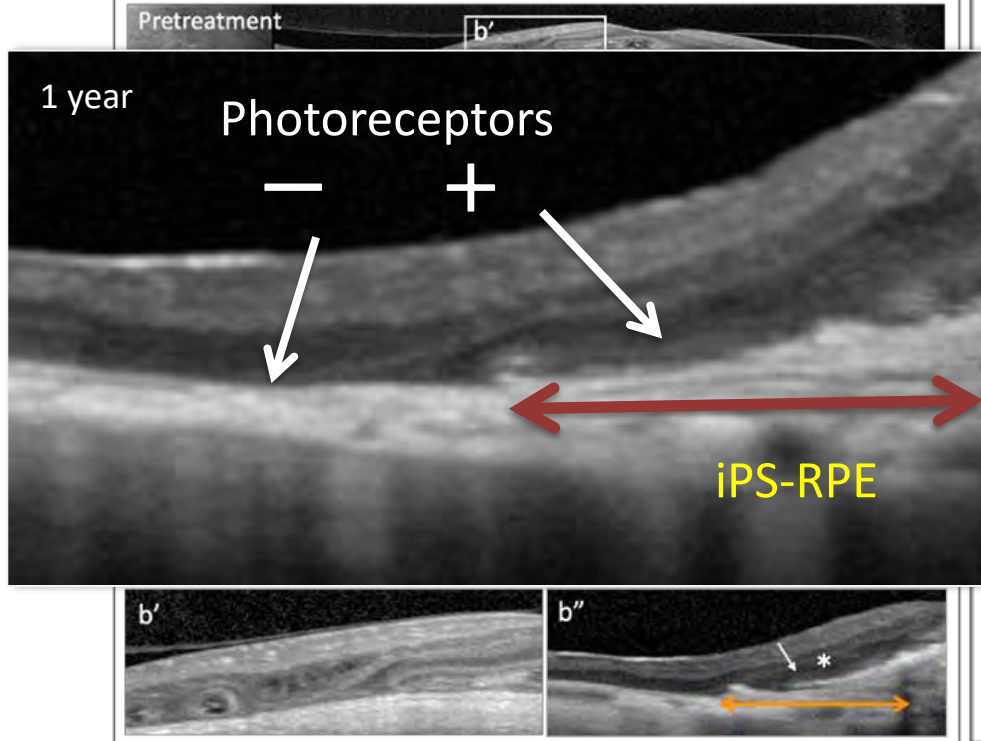 Pretreatment
b’
1 year
Photoreceptors
− +
iPS-RPE
b’
b”
*